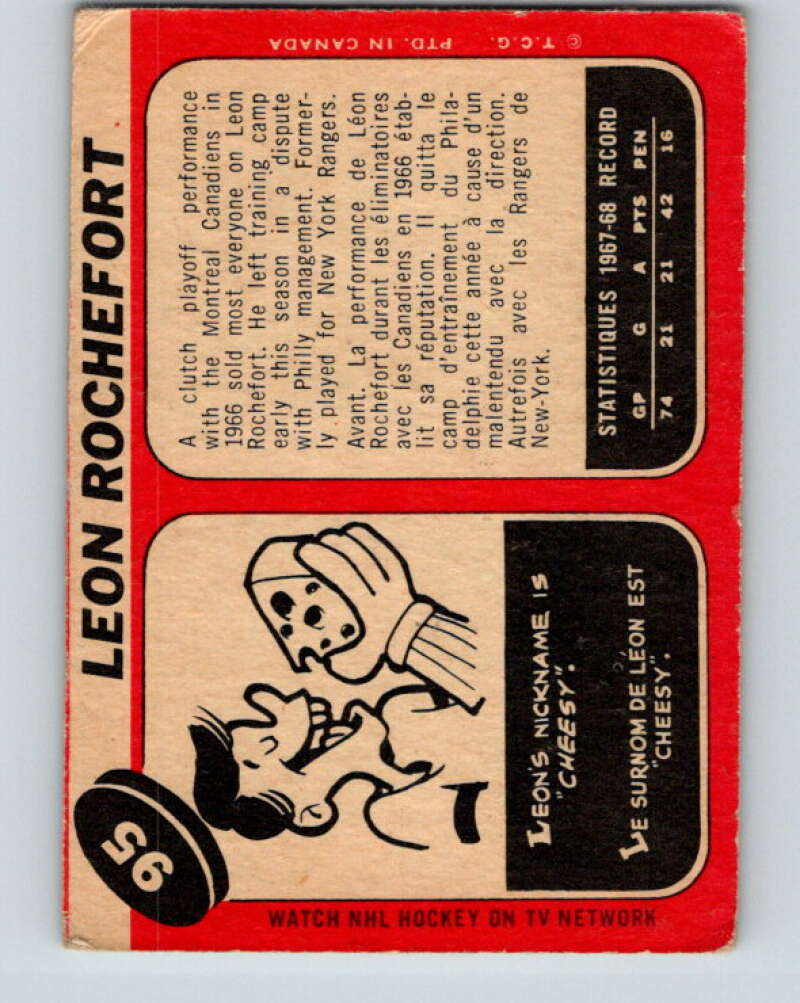 LEON ROCHEFORT
95
A clutch playoff performance
with the Montreal Canadiens in
1966 sold most everyone on Leon
Rochefort. He left training camp
early this season in a dispute
with Philly management. Former-
ly played for New York Rangers.
Avant. La performance de Léon
Rochefort durant les éliminatoires
avec les Canadiens en 1966 étab-
lit sa réputation. Il quitta le
camp d'entraînement du Phila-
delphie cette année à cause d'un
malentendu avec la direction.
Autrefois avec les Rangers de
New-York.
STATISTIQUES 1967-68 RECORD
GP G A PTS PEN
74 21 21 42 16
LEON'S NICKNAME IS
"CHEESY".
LE SURNOM DE LÉON EST
"CHEESY".
WATCH NHL HOCKEY ON TV NETWORK
© T.C.G. PTD. IN CANADA